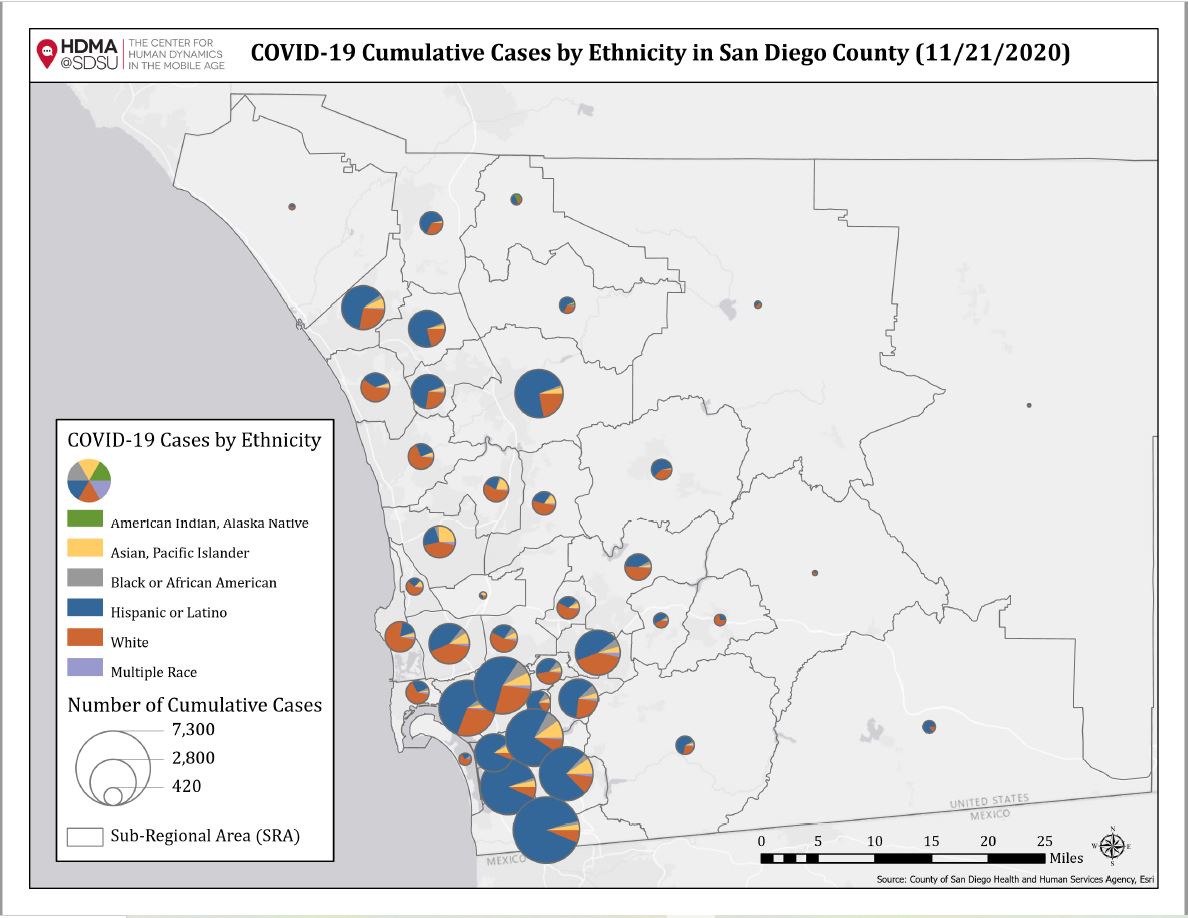 HDMA
@SDSU
THE CENTER FOR
HUMAN DYNAMICS
IN THE MOBILE AGE
COVID-19 Cumulative Cases by Ethnicity in San Diego County (11/21/2020)
COVID-19 Cases by Ethnicity
American Indian, Alaska Native
Asian, Pacific Islander
Black or African American
Hispanic or Latino
White
Multiple Race
Number of Cumulative Cases
7,300
2,800
420
Sub-Regional Area (SRA)
UNITED STATES
MEXICO
MEXICO
0 5 10 15 20 25
Miles
N
W E
S
Source: County of San Diego Health and Human Services Agency, Esri